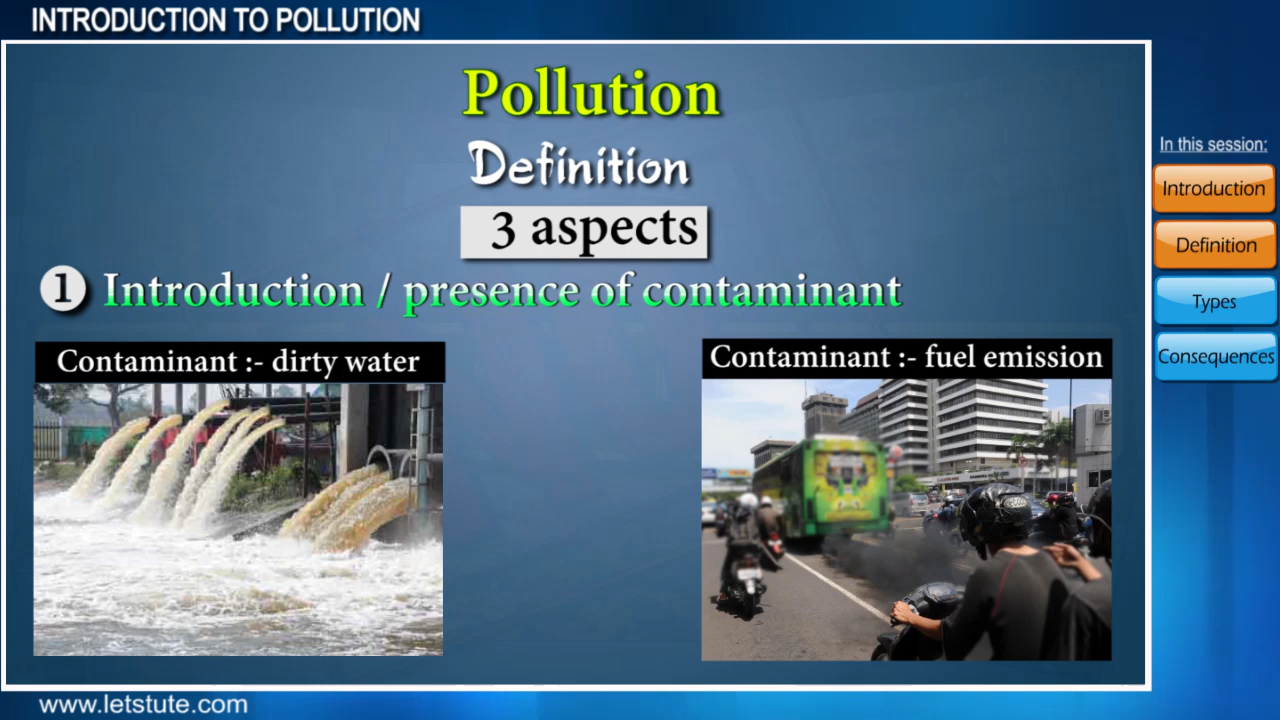 INTRODUCTION TO POLLUTION
Pollution
Definition
3 aspects
1 Introduction / presence of contaminant
Contaminant :- dirty water
Contaminant :- fuel emission
In this session:
Introduction
Definition
Types
Consequences
www.letstute.com